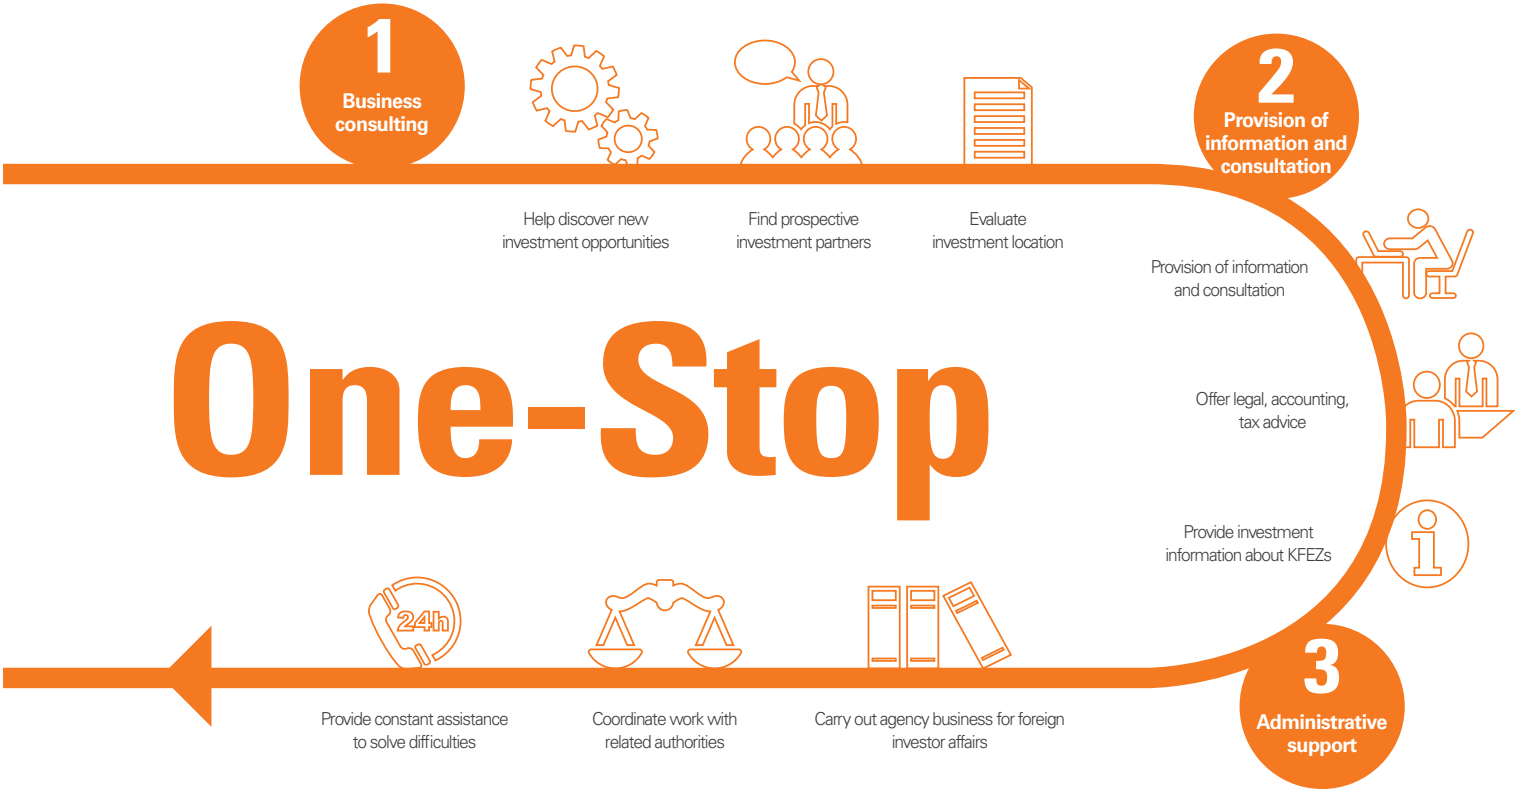 1
Business
consulting
Help discover new
investment opportunities
Find prospective
investment partners
Evaluate
investment location
2
Provision of
information and
consultation
Provision of information
and consultation
Offer legal, accounting,
tax advice
Provide investment
information about KFEZs
One-Stop
3
Administrative
support
Carry out agency business for foreign
investor affairs
Coordinate work with
related authorities
24h
Provide constant assistance
to solve difficulties